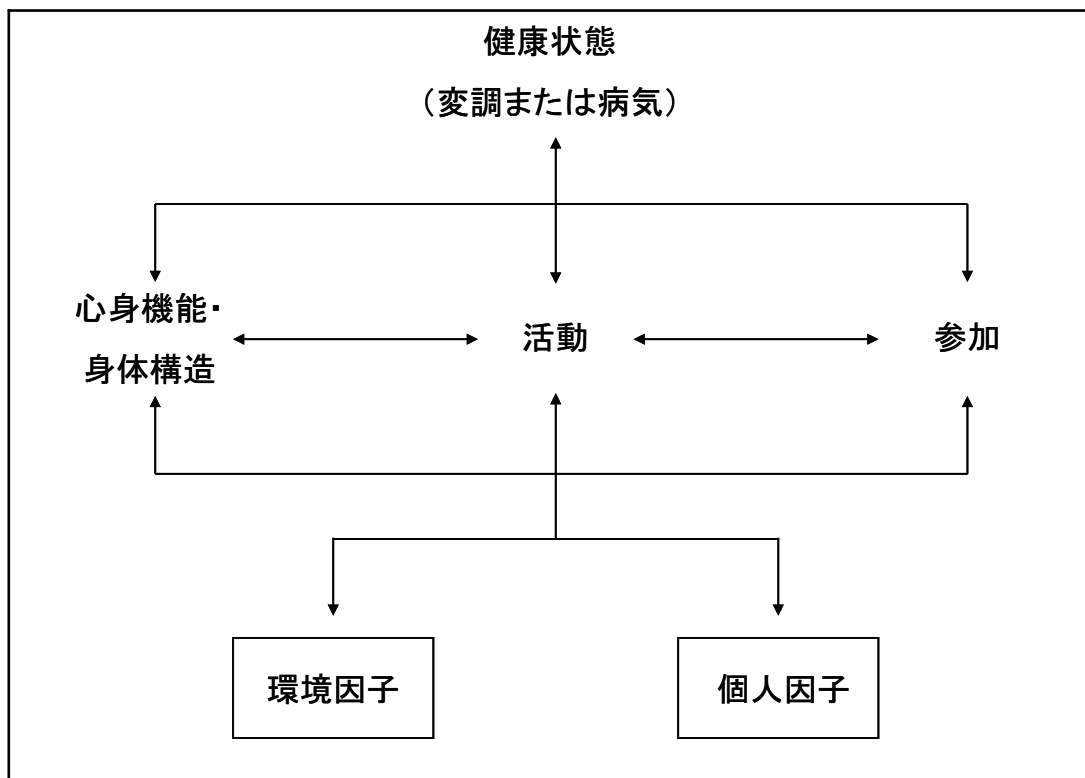 健康状態
（変調または病気）
心身機能・
身体構造
活動
参加
環境因子
個人因子